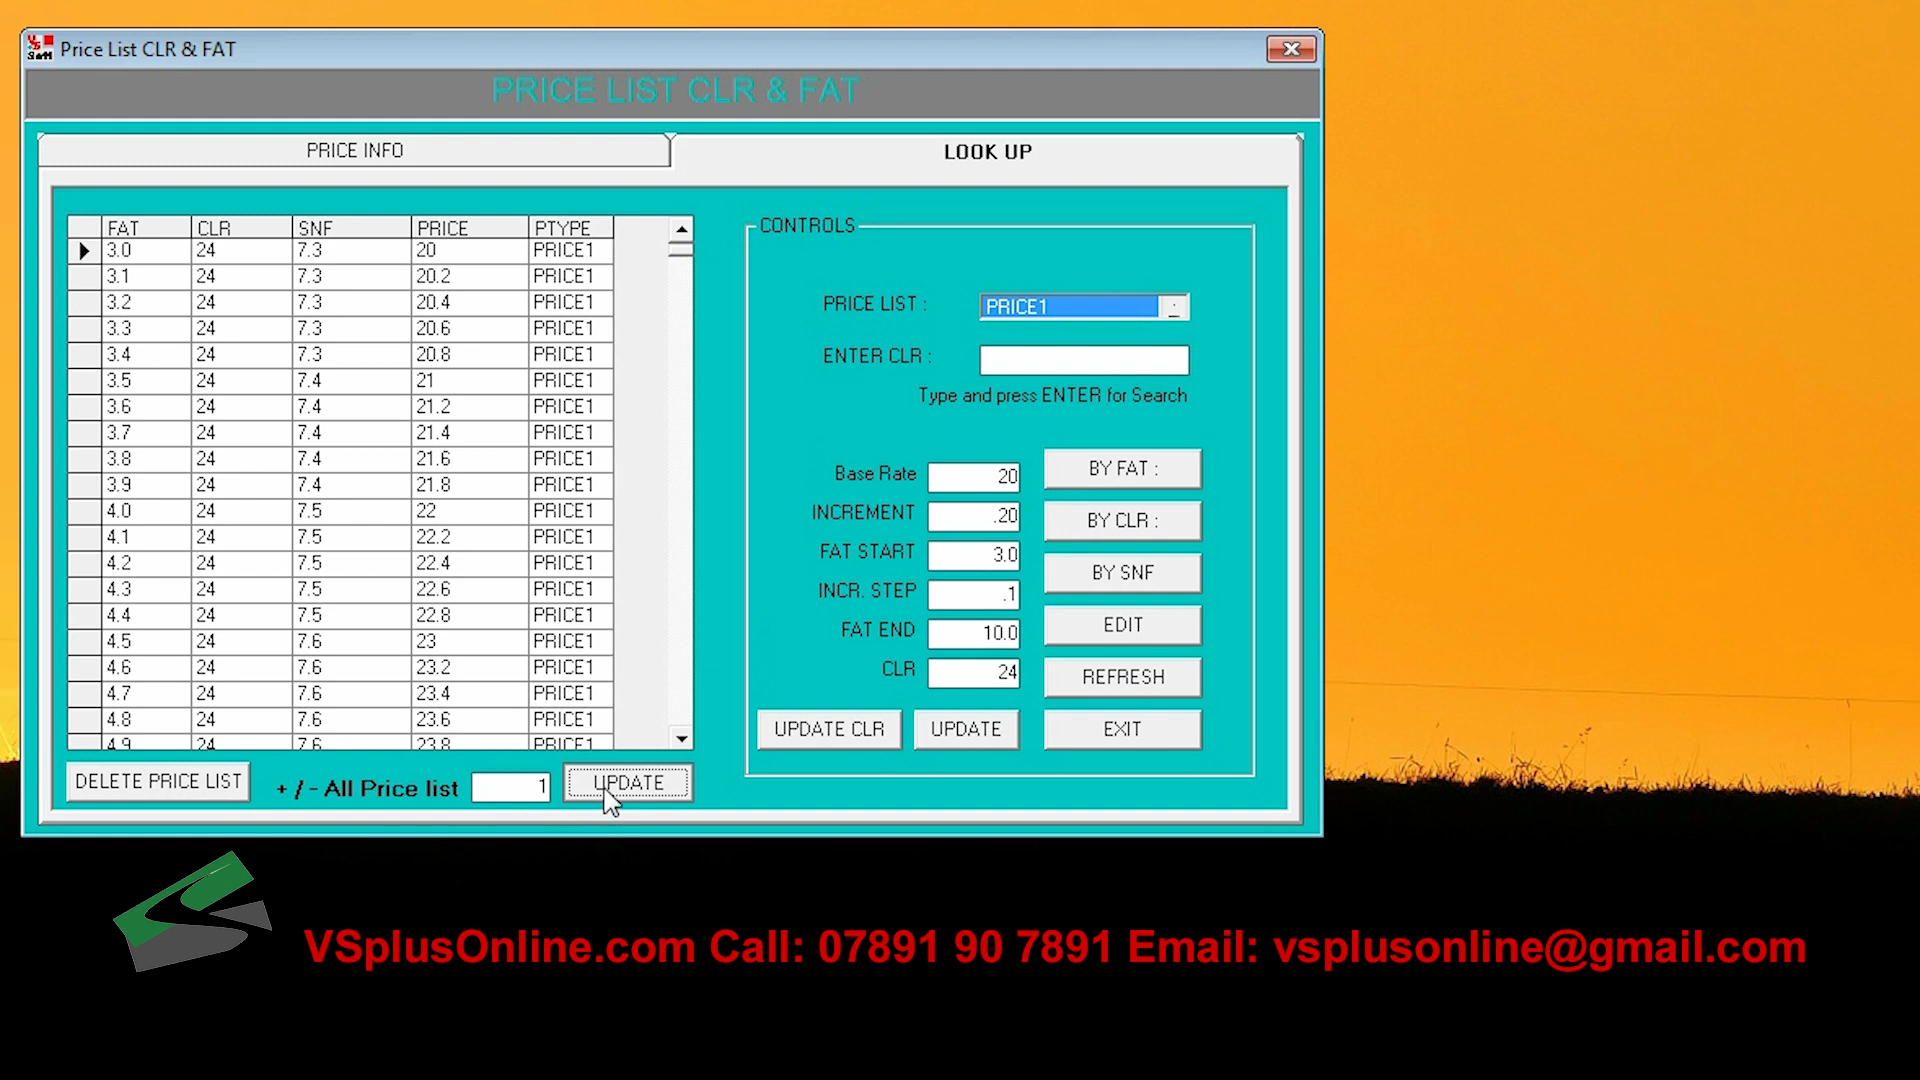 VS Soft Price List CLR & FAT
PRICE LIST CLR & FAT
PRICE INFO
LOOK UP
FAT CLR SNF PRICE PTYPE
3.0 24 7.3 20 PRICE1
3.1 24 7.3 20.2 PRICE1
3.2 24 7.3 20.4 PRICE1
3.3 24 7.3 20.6 PRICE1
3.4 24 7.3 20.8 PRICE1
3.5 24 7.4 21 PRICE1
3.6 24 7.4 21.2 PRICE1
3.7 24 7.4 21.4 PRICE1
3.8 24 7.4 21.6 PRICE1
3.9 24 7.4 21.8 PRICE1
4.0 24 7.5 22 PRICE1
4.1 24 7.5 22.2 PRICE1
4.2 24 7.5 22.4 PRICE1
4.3 24 7.5 22.6 PRICE1
4.4 24 7.5 22.8 PRICE1
4.5 24 7.6 23 PRICE1
4.6 24 7.6 23.2 PRICE1
4.7 24 7.6 23.4 PRICE1
4.8 24 7.6 23.6 PRICE1
4.9 24 7.6 23.8 PRICE1
DELETE PRICE LIST
+ / - All Price list 1 UPDATE
CONTROLS
PRICE LIST : PRICE1
ENTER CLR :
Type and press ENTER for Search
Base Rate 20
INCREMENT .20
FAT START 3.0
INCR. STEP .1
FAT END 10.0
CLR 24
BY FAT :
BY CLR :
BY SNF
EDIT
REFRESH
UPDATE CLR UPDATE EXIT
VSplusOnline.com Call: 07891 90 7891 Email: vsplusonline@gmail.com